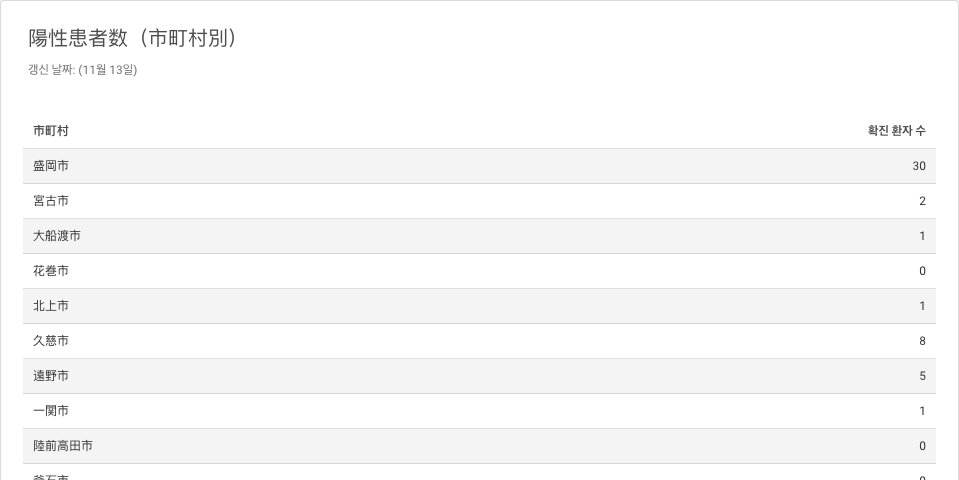 陽性患者数（市町村別）
갱신 날짜: (11월 13일)
市町村 확진 환자 수
盛岡市 30
宮古市 2
大船渡市 1
花巻市 0
北上市 1
久慈市 8
遠野市 5
一関市 1
陸前高田市 0